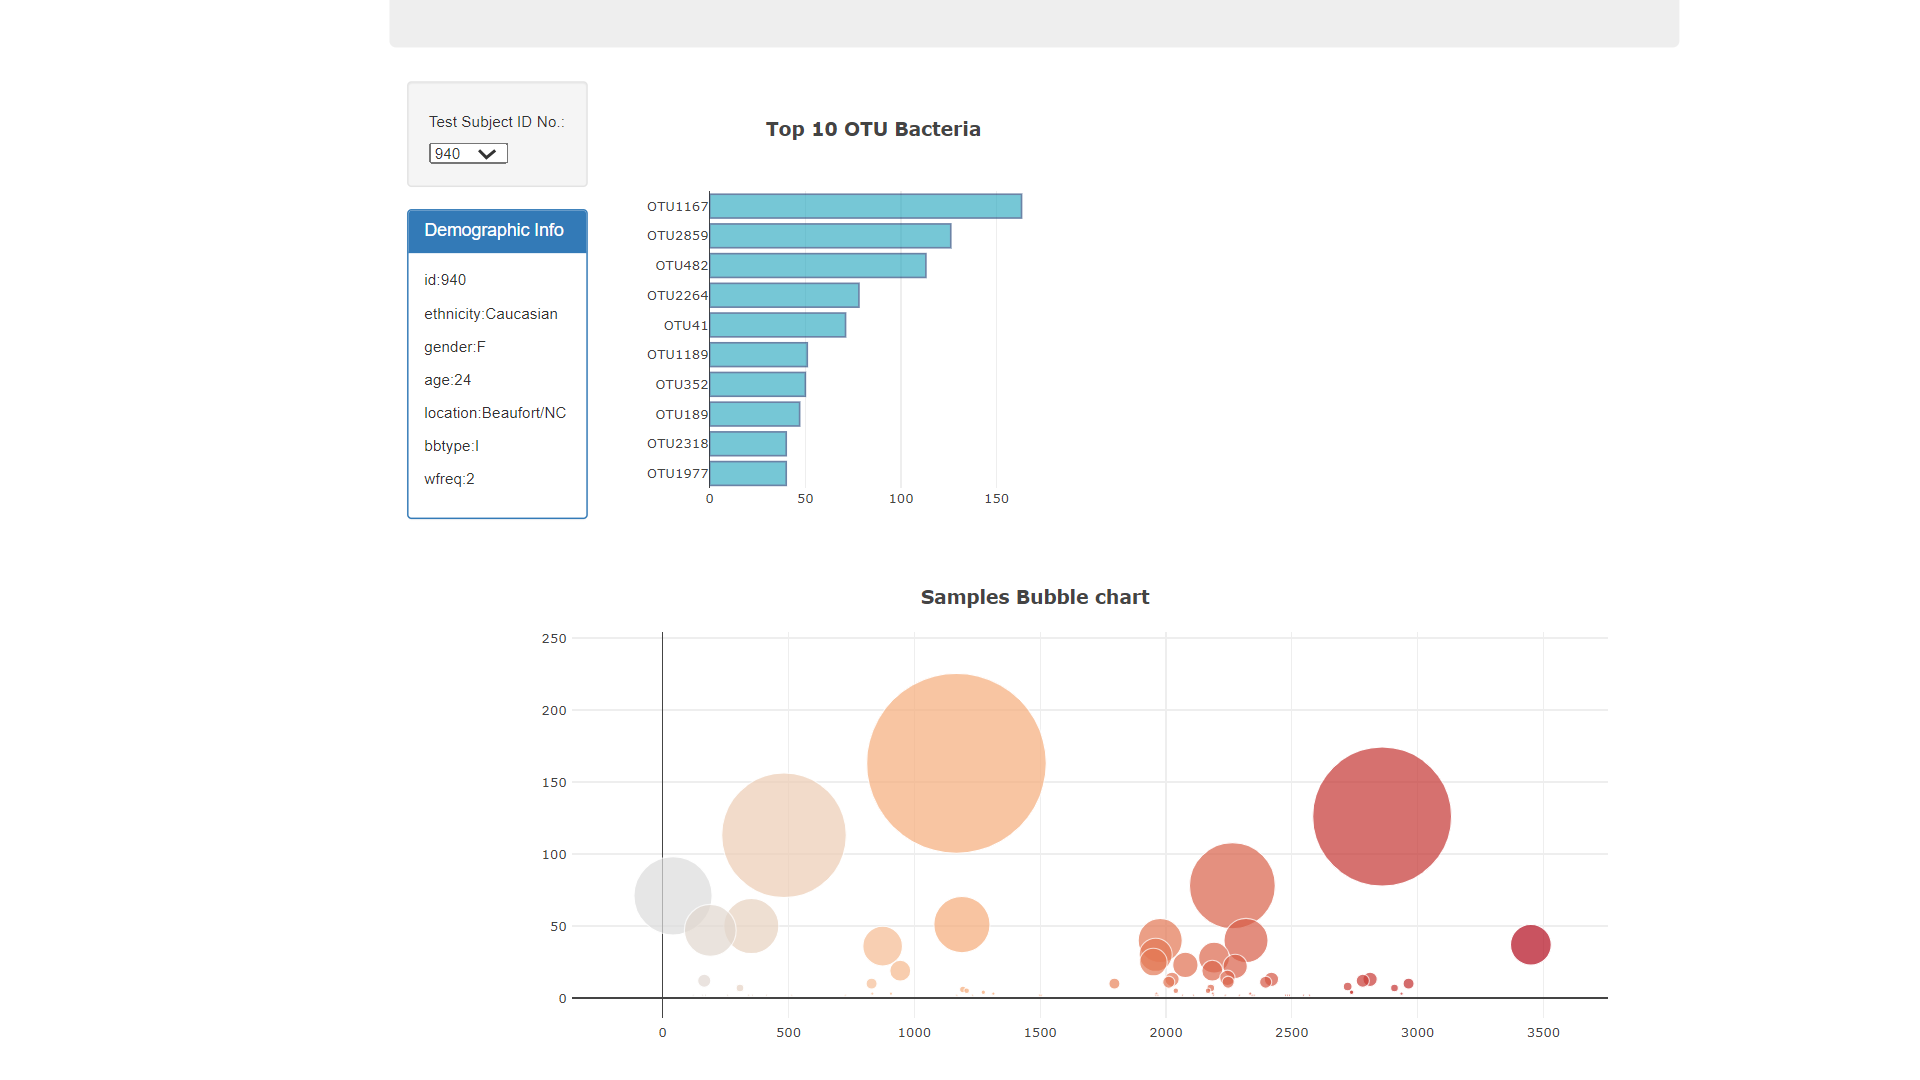 Test Subject ID No.:
940
Demographic Info
id:940
ethnicity:Caucasian
gender:F
age:24
location:Beaufort/NC
bbtype:I
wfreq:2
Top 10 OTU Bacteria
OTU1167
OTU2859
OTU482
OTU2264
OTU41
OTU1189
OTU352
OTU189
OTU2318
OTU1977
0 50 100 150
Samples Bubble chart
250
200
150
100
50
0
0 500 1000 1500 2000 2500 3000 3500